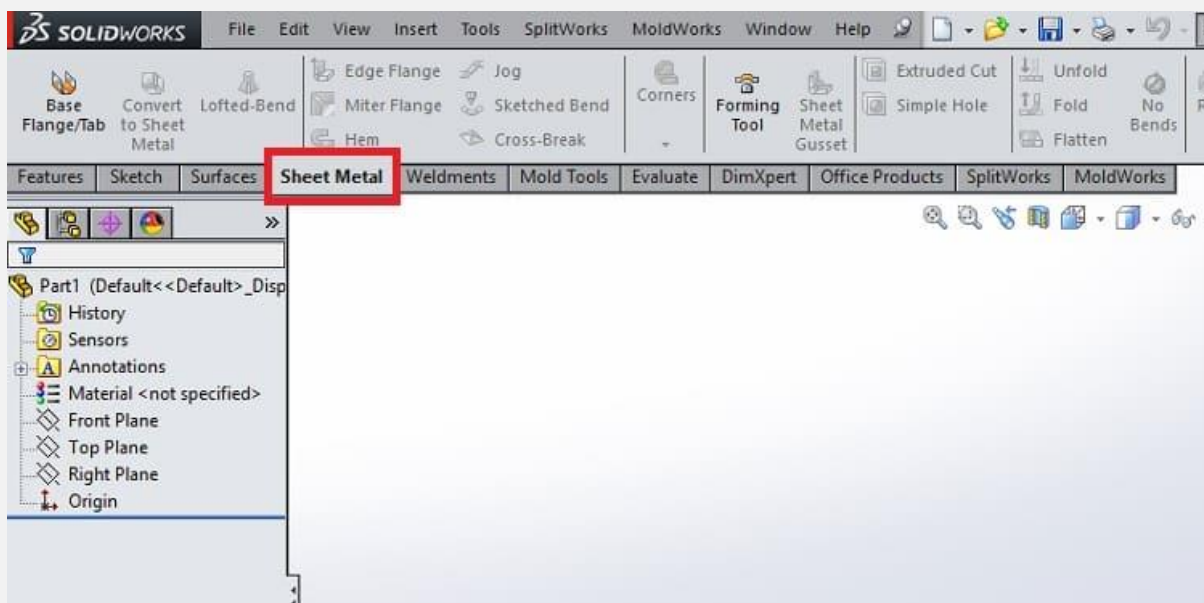 SOLIDWORKS File Edit View Insert Tools SplitWorks MoldWorks Window Help
Base Flange/Tab
Convert to Sheet Metal
Lofted-Bend
Edge Flange
Miter Flange
Hem
Jog
Sketched Bend
Cross-Break
Corners
Forming Tool
Sheet Metal Gusset
Extruded Cut
Simple Hole
Unfold
Fold
Flatten
No Bends
Features Sketch Surfaces Sheet Metal Weldments Mold Tools Evaluate DimXpert Office Products SplitWorks MoldWorks
Part1 (Default<<Default>_Disp
History
Sensors
A Annotations
Material <not specified>
Front Plane
Top Plane
Right Plane
Origin